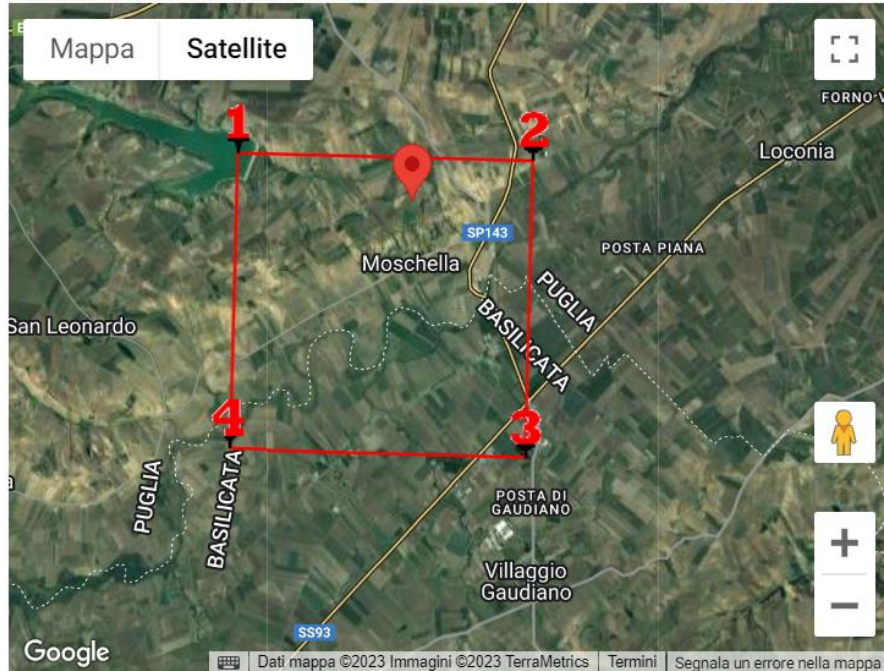 Mappa
Satellite
1
2
FORNO
Loconia
SP143
Moschella
POSTA PIANA
PUGLIA
BASILICATA
San Leonardo
4
3
PUGLIA
BASILICATA
POSTA DI
GAUDIANO
Villaggio
Gaudiano
SS93
Google
Dati mappa ©2023 Immagini ©2023 TerraMetrics
Termini
Segnala un errore nella mappa